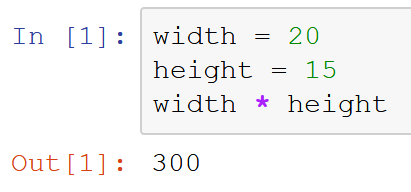 In [1]: width = 20
height = 15
width * height
Out[1]: 300